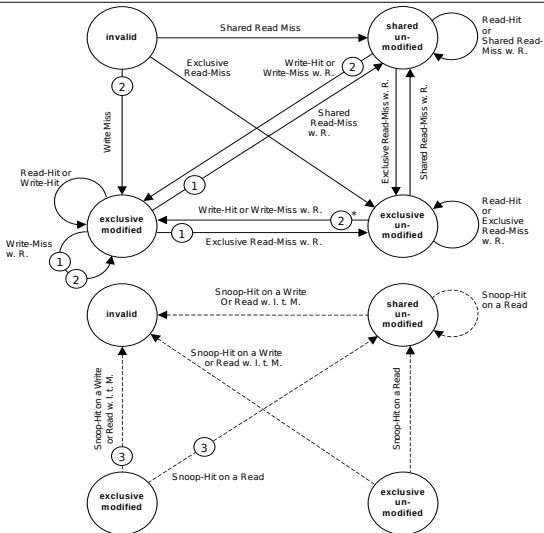 invalid
Shared Read Miss
shared
un-
modified
Read-Hit
or
Shared Read-
Miss w. R.
2
Write Miss
Exclusive
Read-Miss
Write-Hit or
Write-Miss w. R.
2
Shared
Read-Miss
w. R.
1
Exclusive Read-Miss w. R.
Shared Read-Miss w. R.
Read-Hit or
Write-Hit
exclusive
modified
Write-Hit or Write-Miss w. R.
2
*
1
Exclusive Read-Miss w. R.
exclusive
un-
modified
Read-Hit
or
Exclusive
Read-Miss
w. R.
Write-Miss
w. R.
1
2
invalid
Snoop-Hit on a Write
Or Read w. I. t. M.
shared
un-
modified
Snoop-Hit
on a Read
Snoop-Hit on a Write
or Read w. I. t. M.
Snoop-Hit on a Write
or Read w. I. t. M.
3
3
Snoop-Hit on a Read
Snoop-Hit on a Read
exclusive
modified
exclusive
un-
modified